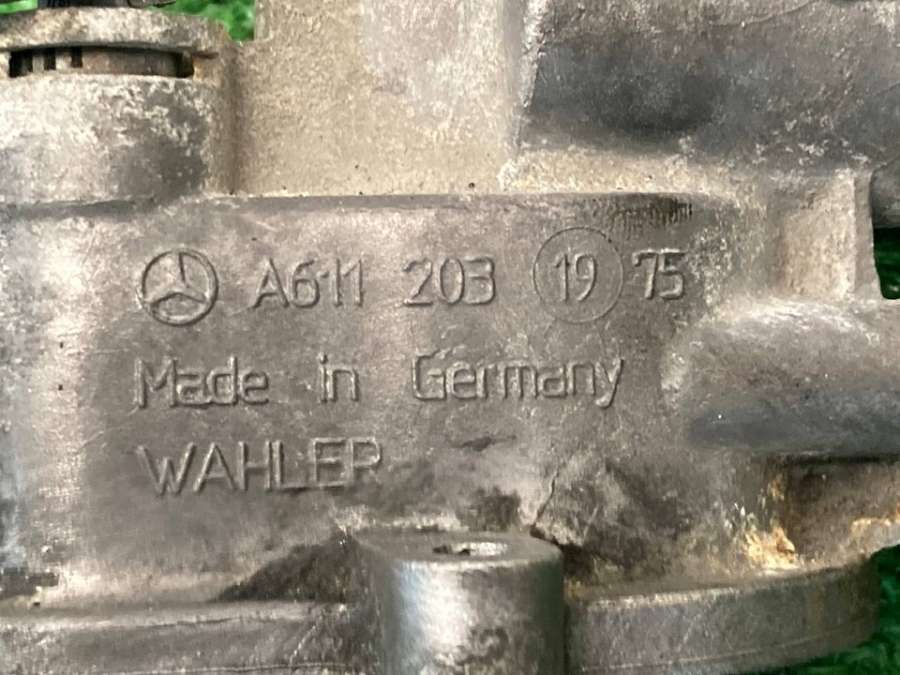 A611 203 19 75
Made in Germany
WAHLER